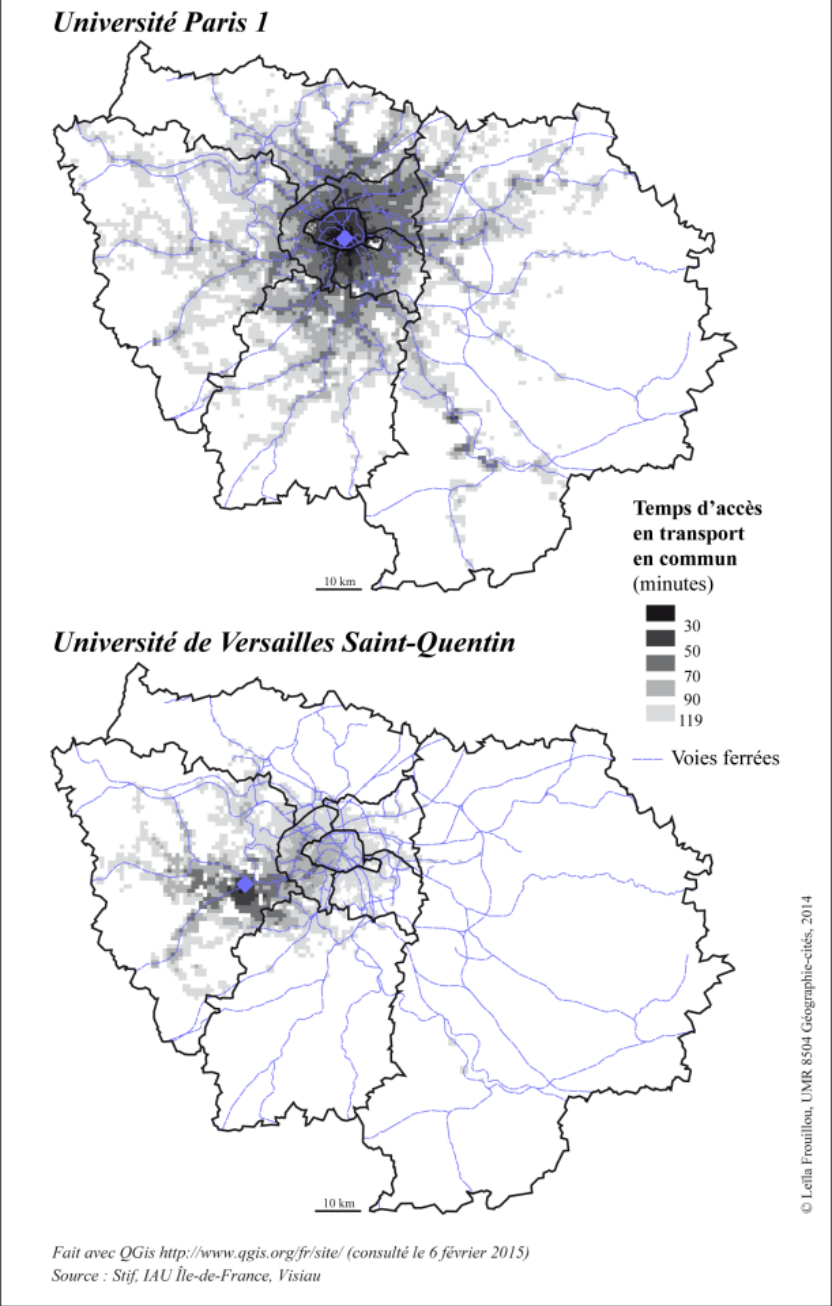 Université Paris 1
Temps d’accès
en transport
en commun
(minutes)
30
50
70
90
119
Voies ferrées
10 km
Université de Versailles Saint-Quentin
10 km
© Leïla Frouillou, UMR 8504 Géographie-cités, 2014
Fait avec QGis http://www.qgis.org/fr/site/ (consulté le 6 février 2015)
Source : Stif, IAU Île-de-France, Visiau